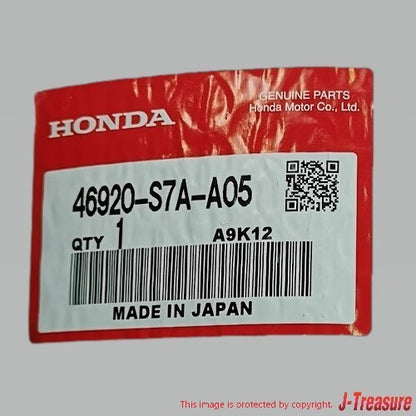 GENUINE PARTS
Honda Motor Co., Ltd.
HONDA
46920-S7A-A05
QTY 1 A9K12
MADE IN JAPAN
This image is protected by copyright. J-Treasure